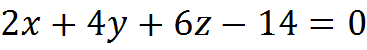 2x + 4y + 6z − 14 = 0